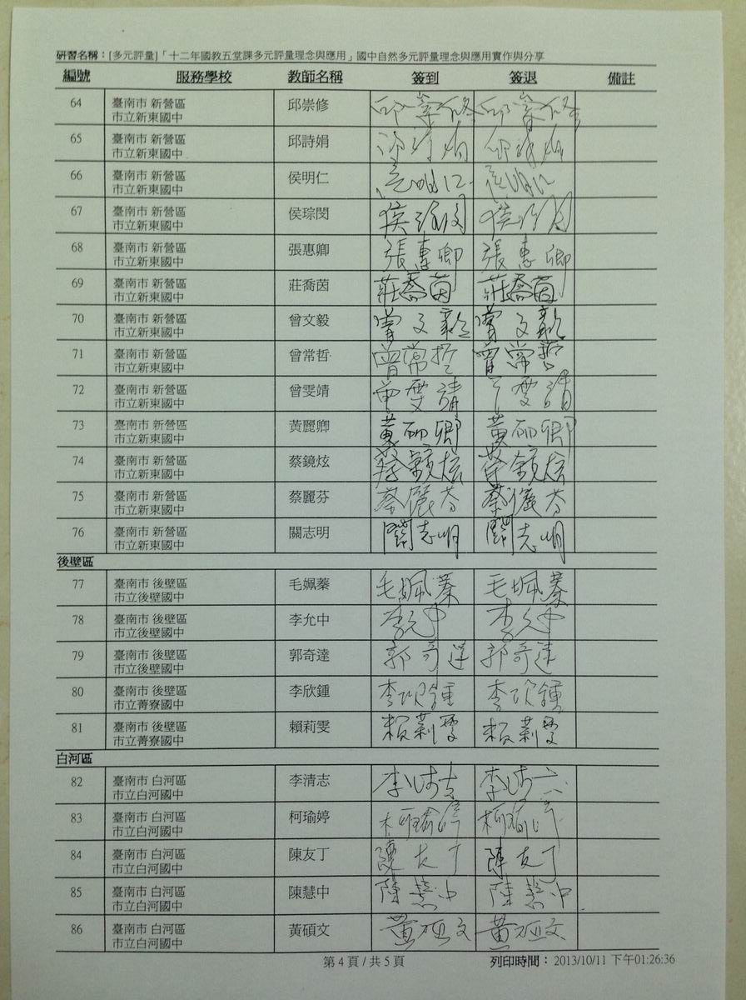 研習名稱：[多元評量]「十二年國教五堂課多元評量理念與應用」國中自然多元評量理念與應用實作與分享
編號 服務學校 教師名稱 簽到 簽退 備註
64 臺南市 新營區 邱崇修 邱崇修 邱崇修
市立新東國中
65 臺南市 新營區 邱詩娟 邱詩娟 邱詩娟
市立新東國中
66 臺南市 新營區 侯明仁 侯明仁 侯明仁
市立新東國中
67 臺南市 新營區 侯琮閔 侯琮閔 侯琮閔
市立新東國中
68 臺南市 新營區 張惠卿 張惠卿 張惠卿
市立新東國中
69 臺南市 新營區 莊喬茵 莊喬茵 莊喬茵
市立新東國中
70 臺南市 新營區 曾文毅 曾文毅 曾文毅
市立新東國中
71 臺南市 新營區 曾常哲 曾常哲 曾常哲
市立新東國中
72 臺南市 新營區 曾雯靖 曾雯靖 雯靖
市立新東國中
73 臺南市 新營區 黃麗卿 黃麗卿 黃麗卿
市立新東國中
74 臺南市 新營區 蔡鏡炫 蔡鏡炫 蔡鏡炫
市立新東國中
75 臺南市 新營區 蔡麗芬 蔡麗芬 蔡麗芬
市立新東國中
76 臺南市 新營區 關志明 關志明 關志明
市立新東國中
後壁區
77 臺南市 後壁區 毛姵蓁 毛姵蓁 毛姵蓁
市立後壁國中
78 臺南市 後壁區 李允中 李允中 李允中
市立後壁國中
79 臺南市 後壁區 郭奇達 郭奇達 郭奇達
市立後壁國中
80 臺南市 後壁區 李欣鍾 李欣鍾 李欣鍾
市立菁寮國中
81 臺南市 後壁區 賴莉雯 賴莉雯 賴莉雯
市立菁寮國中
白河區
82 臺南市 白河區 李清志 李清志 李清志
市立白河國中
83 臺南市 白河區 柯瑜婷 柯瑜婷 柯瑜婷
市立白河國中
84 臺南市 白河區 陳友丁 陳友丁 陳友丁
市立白河國中
85 臺南市 白河區 陳慧中 陳慧中 陳慧中
市立白河國中
86 臺南市 白河區 黃碩文 黃碩文 黃碩文
市立白河國中
第 4 頁 / 共 5 頁 列印時間： 2013/10/11 下午01:26:36